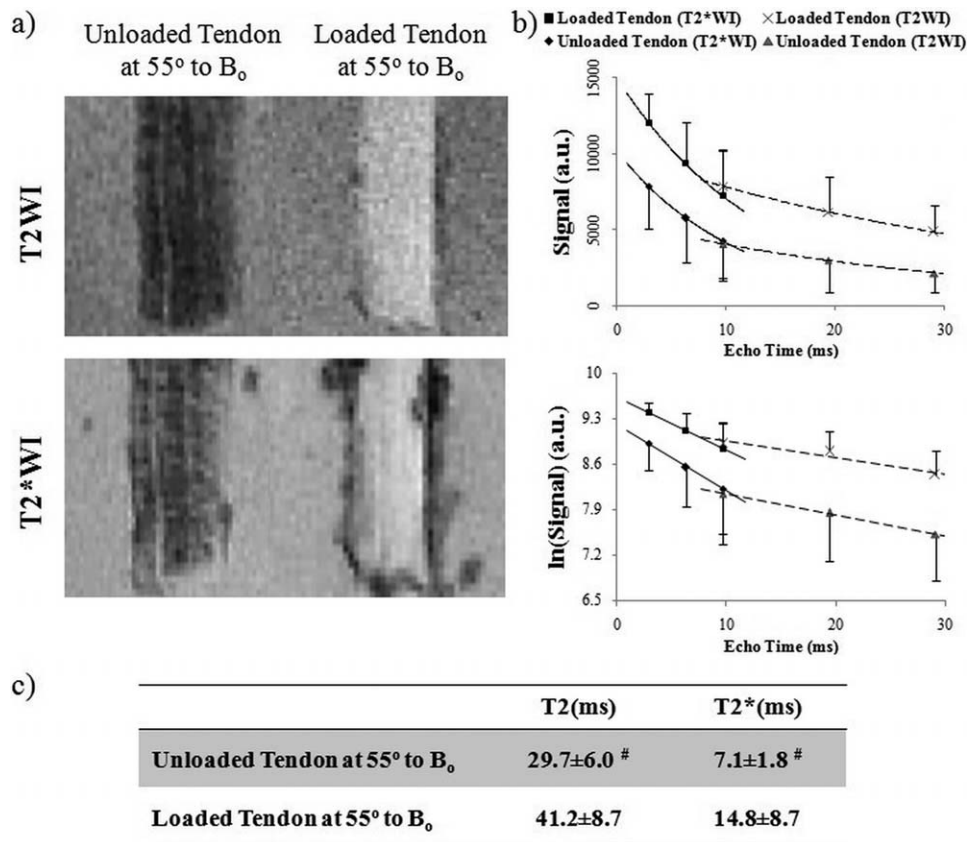 a)
Unloaded Tendon at 55º to Bo
Loaded Tendon at 55º to Bo
T2WI
T2*WI
b)
Loaded Tendon (T2*WI)
Loaded Tendon (T2WI)
Unloaded Tendon (T2*WI)
Unloaded Tendon (T2WI)
Signal (a.u.)
15000
10000
5000
0
0 10 20 30
Echo Time (ms)
ln(Signal) (a.u.)
10
9.3
8.6
7.9
7.2
6.5
0 10 20 30
Echo Time (ms)
c)
T2(ms) T2*(ms)
Unloaded Tendon at 55º to Bo 29.7±6.0 # 7.1±1.8 #
Loaded Tendon at 55º to Bo 41.2±8.7 14.8±8.7